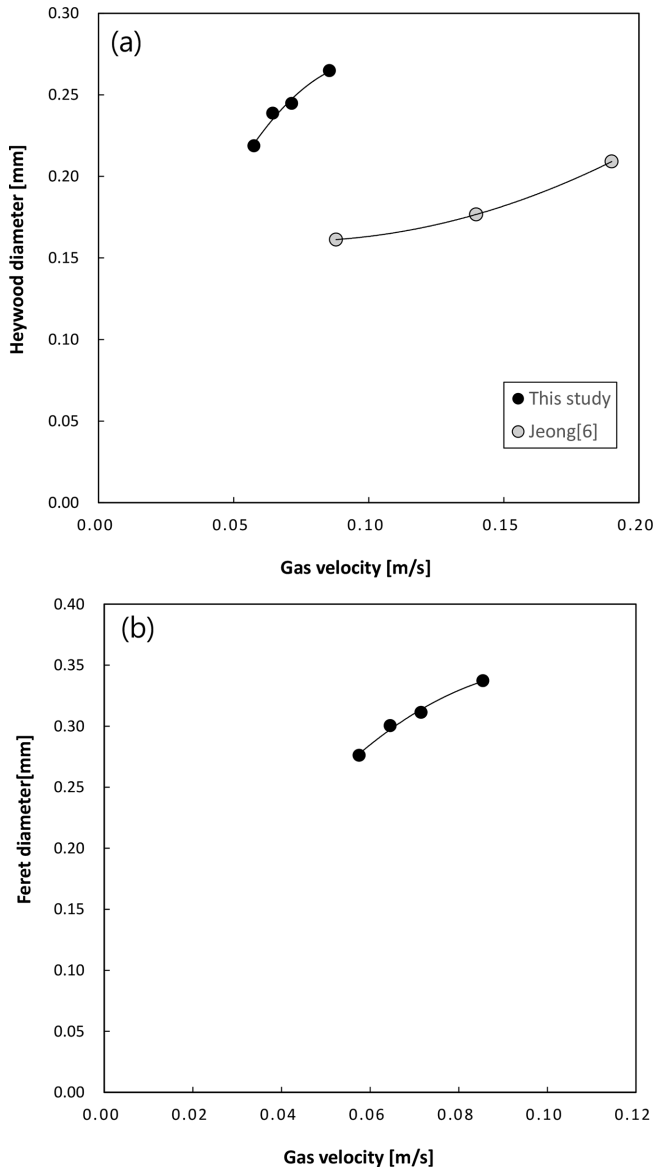 (a)
Heywood diameter [mm]
0.30
0.25
0.20
0.15
0.10
0.05
0.00
This study
Jeong[6]
0.00 0.05 0.10 0.15 0.20
Gas velocity [m/s]
(b)
Feret diameter[mm]
0.40
0.35
0.30
0.25
0.20
0.15
0.10
0.05
0.00
0.00 0.02 0.04 0.06 0.08 0.10 0.12
Gas velocity [m/s]